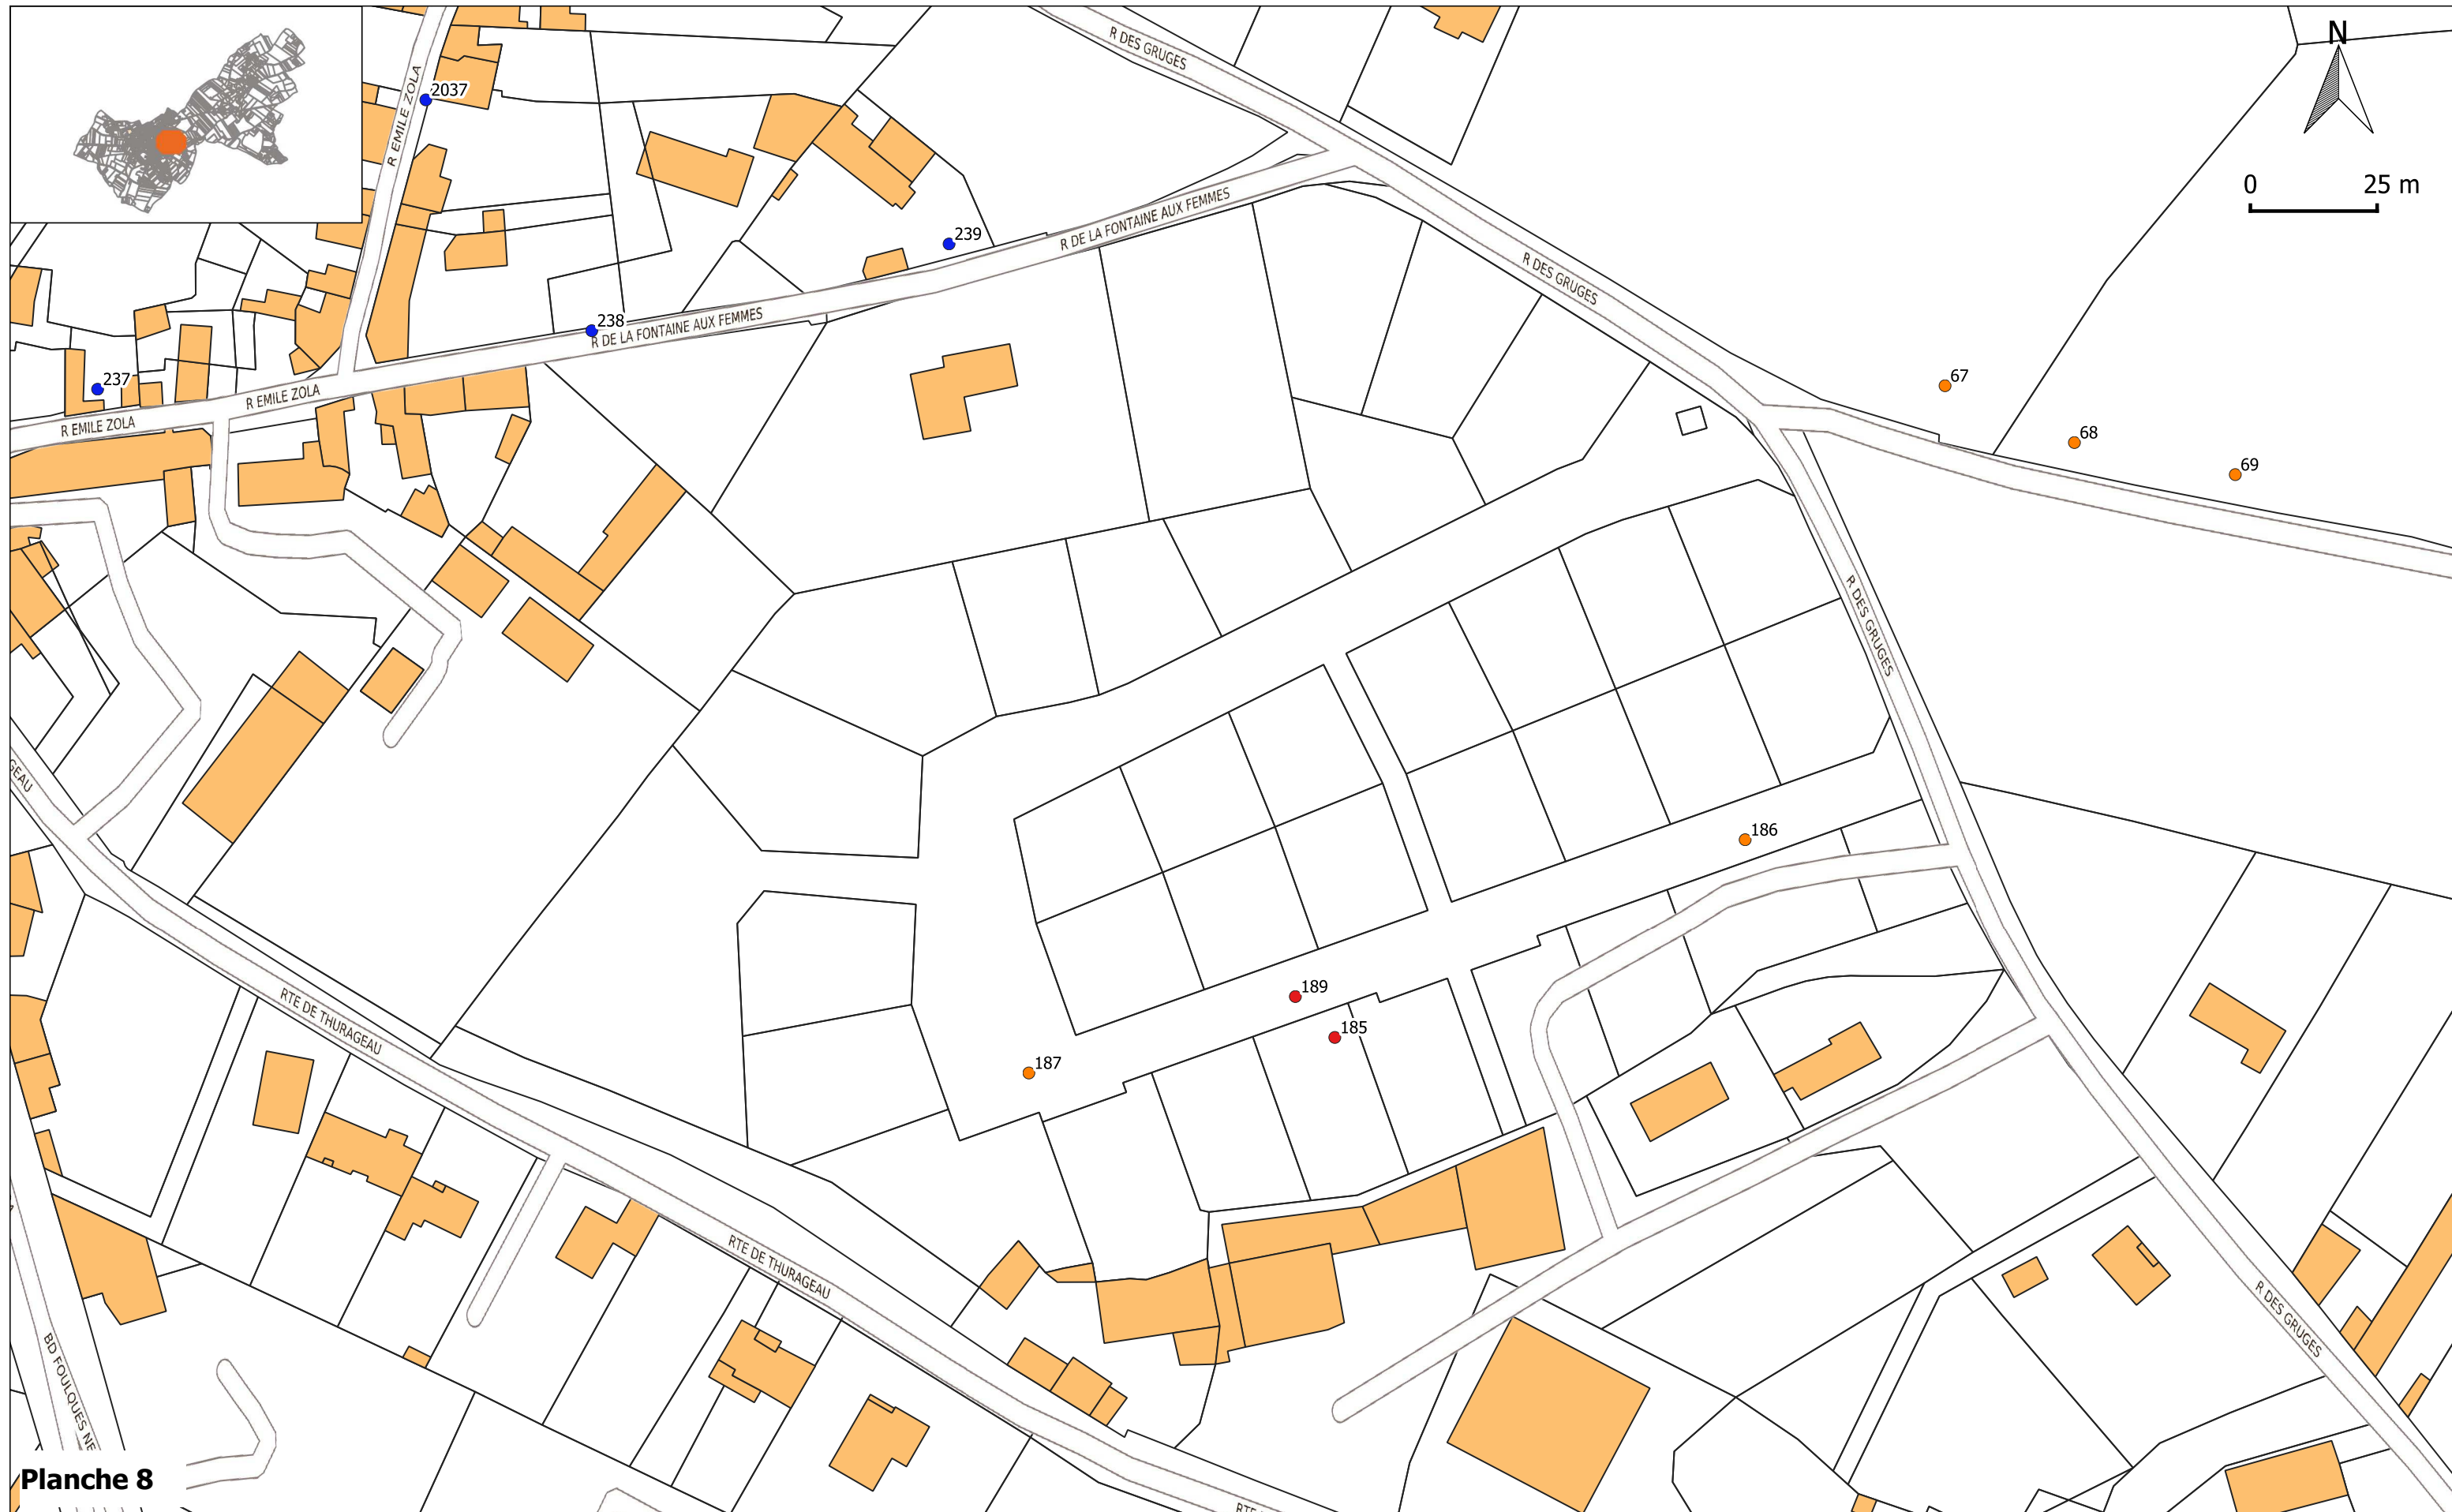 R DES GRUGES
N
0 25 m
R EMILE ZOLA
2037
R DE LA FONTAINE AUX FEMMES
239
R DES GRUGES
238
R DE LA FONTAINE AUX FEMMES
237
R EMILE ZOLA
R EMILE ZOLA
67
68
69
R DES GRUGES
GEAU
186
189
185
187
RTE DE THURAGEAU
RTE DE THURAGEAU
R DES GRUGES
BD FOULQUES NE
Planche 8
RTE